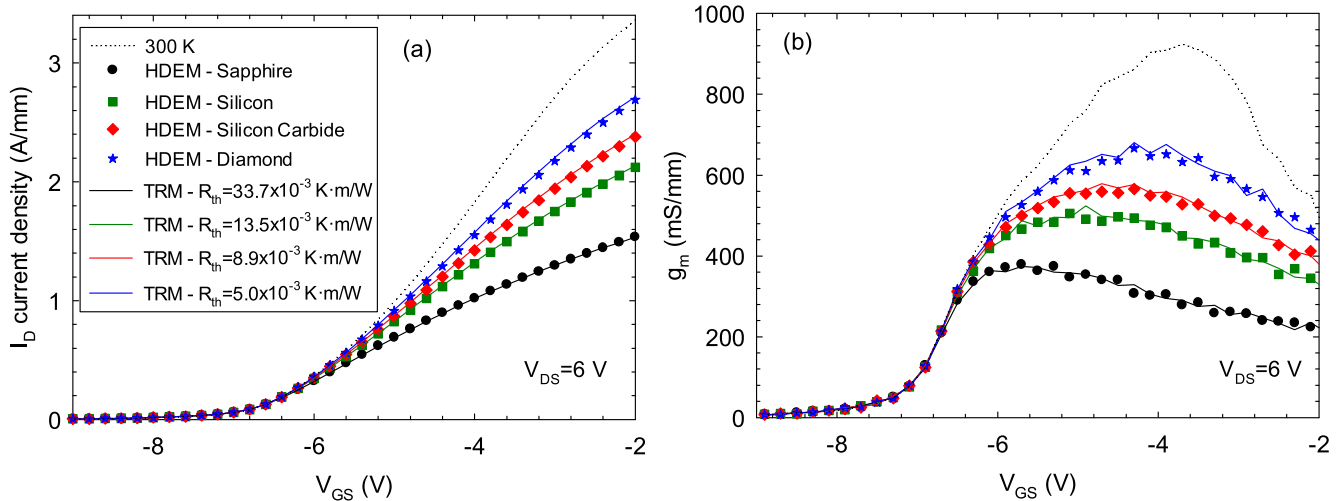 (a)
300 K
HDEM - Sapphire
HDEM - Silicon
HDEM - Silicon Carbide
HDEM - Diamond
TRM - Rth=33.7x10-3 K·m/W
TRM - Rth=13.5x10-3 K·m/W
TRM - Rth=8.9x10-3 K·m/W
TRM - Rth=5.0x10-3 K·m/W
VDS=6 V
ID current density (A/mm)
3
2
1
0
-8
-6
-4
-2
VGS (V)
(b)
VDS=6 V
gm (mS/mm)
1000
800
600
400
200
0
-8
-6
-4
-2
VGS (V)